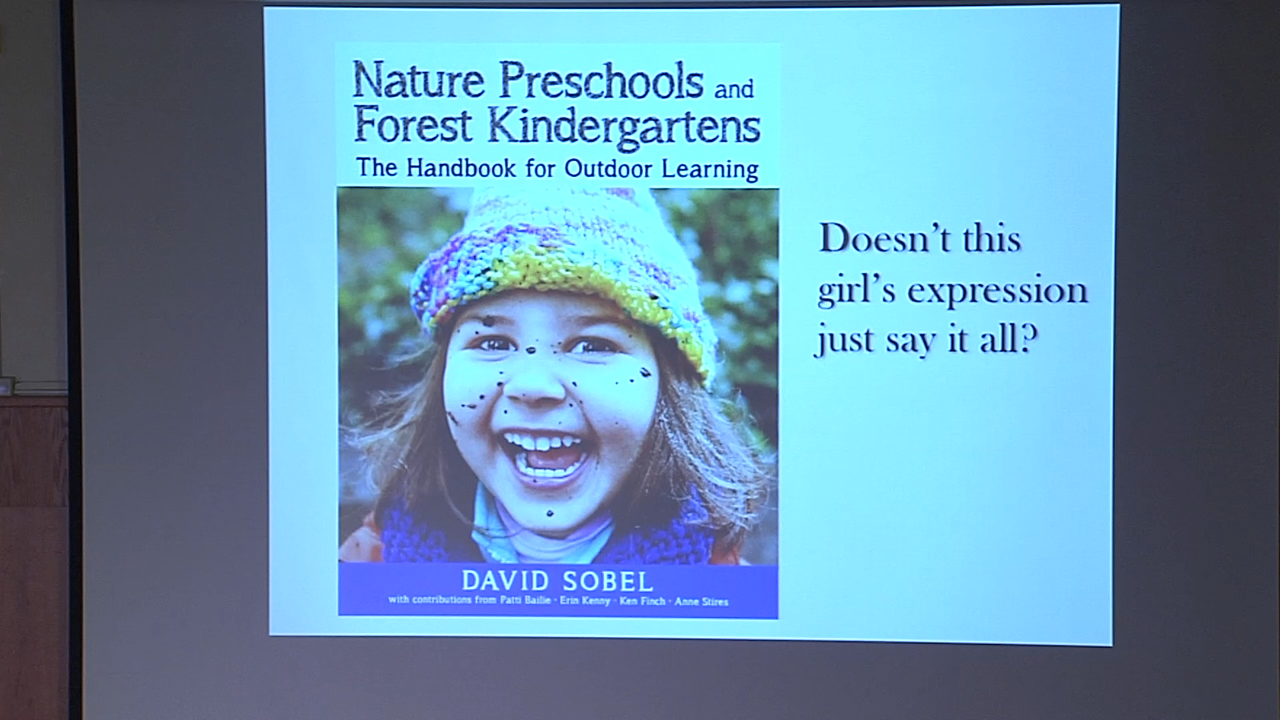 Nature Preschools and
Forest Kindergartens
The Handbook for Outdoor Learning
Doesn't this
girl's expression
just say it all?
DAVID SOBEL
with contributions from Patti Bailie · Erin Kenny · Ken Finch · Anne Stires